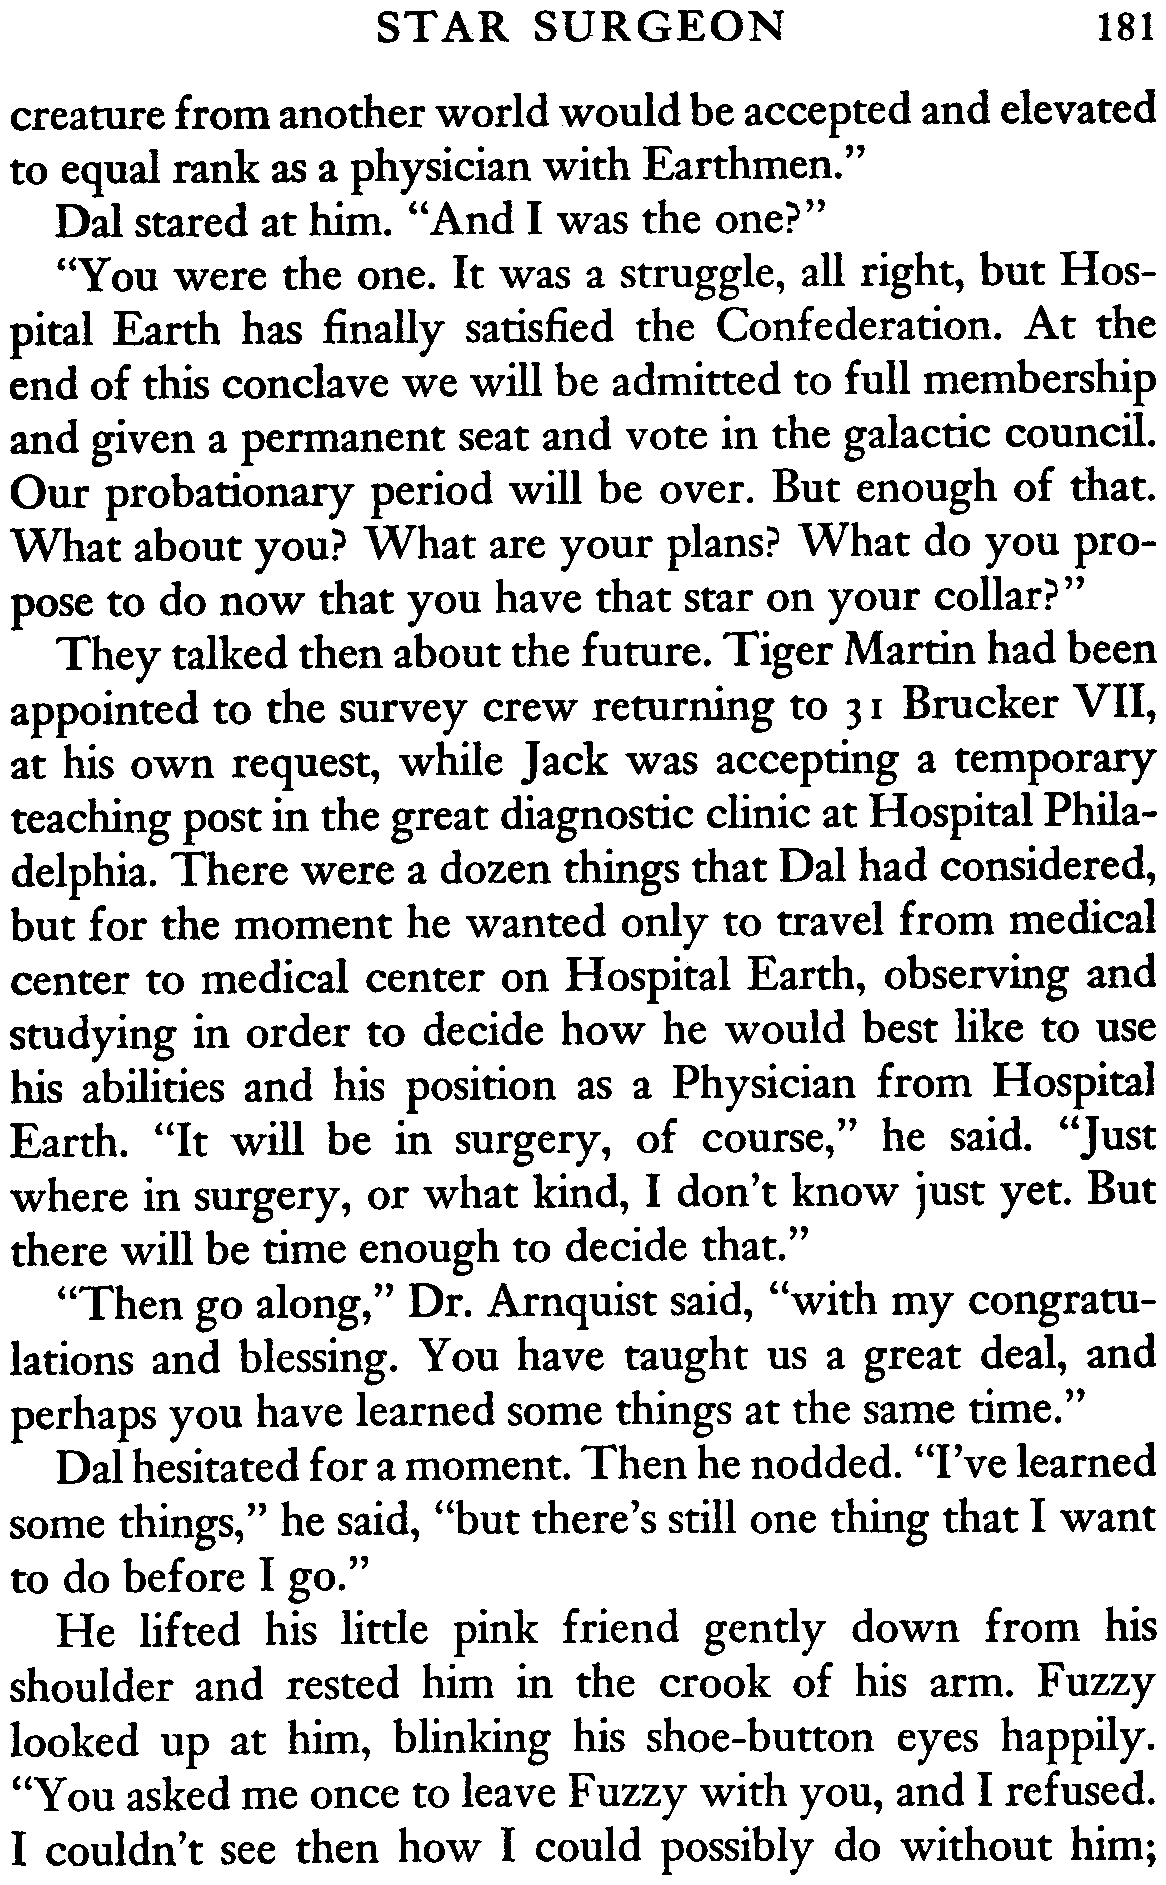 STAR SURGEON 181
creature from another world would be accepted and elevated
to equal rank as a physician with Earthmen.”
Dal stared at him. “And I was the one?”
“You were the one. It was a struggle, all right, but Hos-
pital Earth has finally satisfied the Confederation. At the
end of this conclave we will be admitted to full membership
and given a permanent seat and vote in the galactic council.
Our probationary period will be over. But enough of that.
What about you? What are your plans? What do you pro-
pose to do now that you have that star on your collar?”
They talked then about the future. Tiger Martin had been
appointed to the survey crew returning to 31 Brucker VII,
at his own request, while Jack was accepting a temporary
teaching post in the great diagnostic clinic at Hospital Phila-
delphia. There were a dozen things that Dal had considered,
but for the moment he wanted only to travel from medical
center to medical center on Hospital Earth, observing and
studying in order to decide how he would best like to use
his abilities and his position as a Physician from Hospital
Earth. “It will be in surgery, of course,” he said. “Just
where in surgery, or what kind, I don’t know just yet. But
there will be time enough to decide that.”
“Then go along,” Dr. Arnquist said, “with my congratu-
lations and blessing. You have taught us a great deal, and
perhaps you have learned some things at the same time.”
Dal hesitated for a moment. Then he nodded. “I’ve learned
some things,” he said, “but there’s still one thing that I want
to do before I go.”
He lifted his little pink friend gently down from his
shoulder and rested him in the crook of his arm. Fuzzy
looked up at him, blinking his shoe-button eyes happily.
“You asked me once to leave Fuzzy with you, and I refused.
I couldn’t see then how I could possibly do without him;